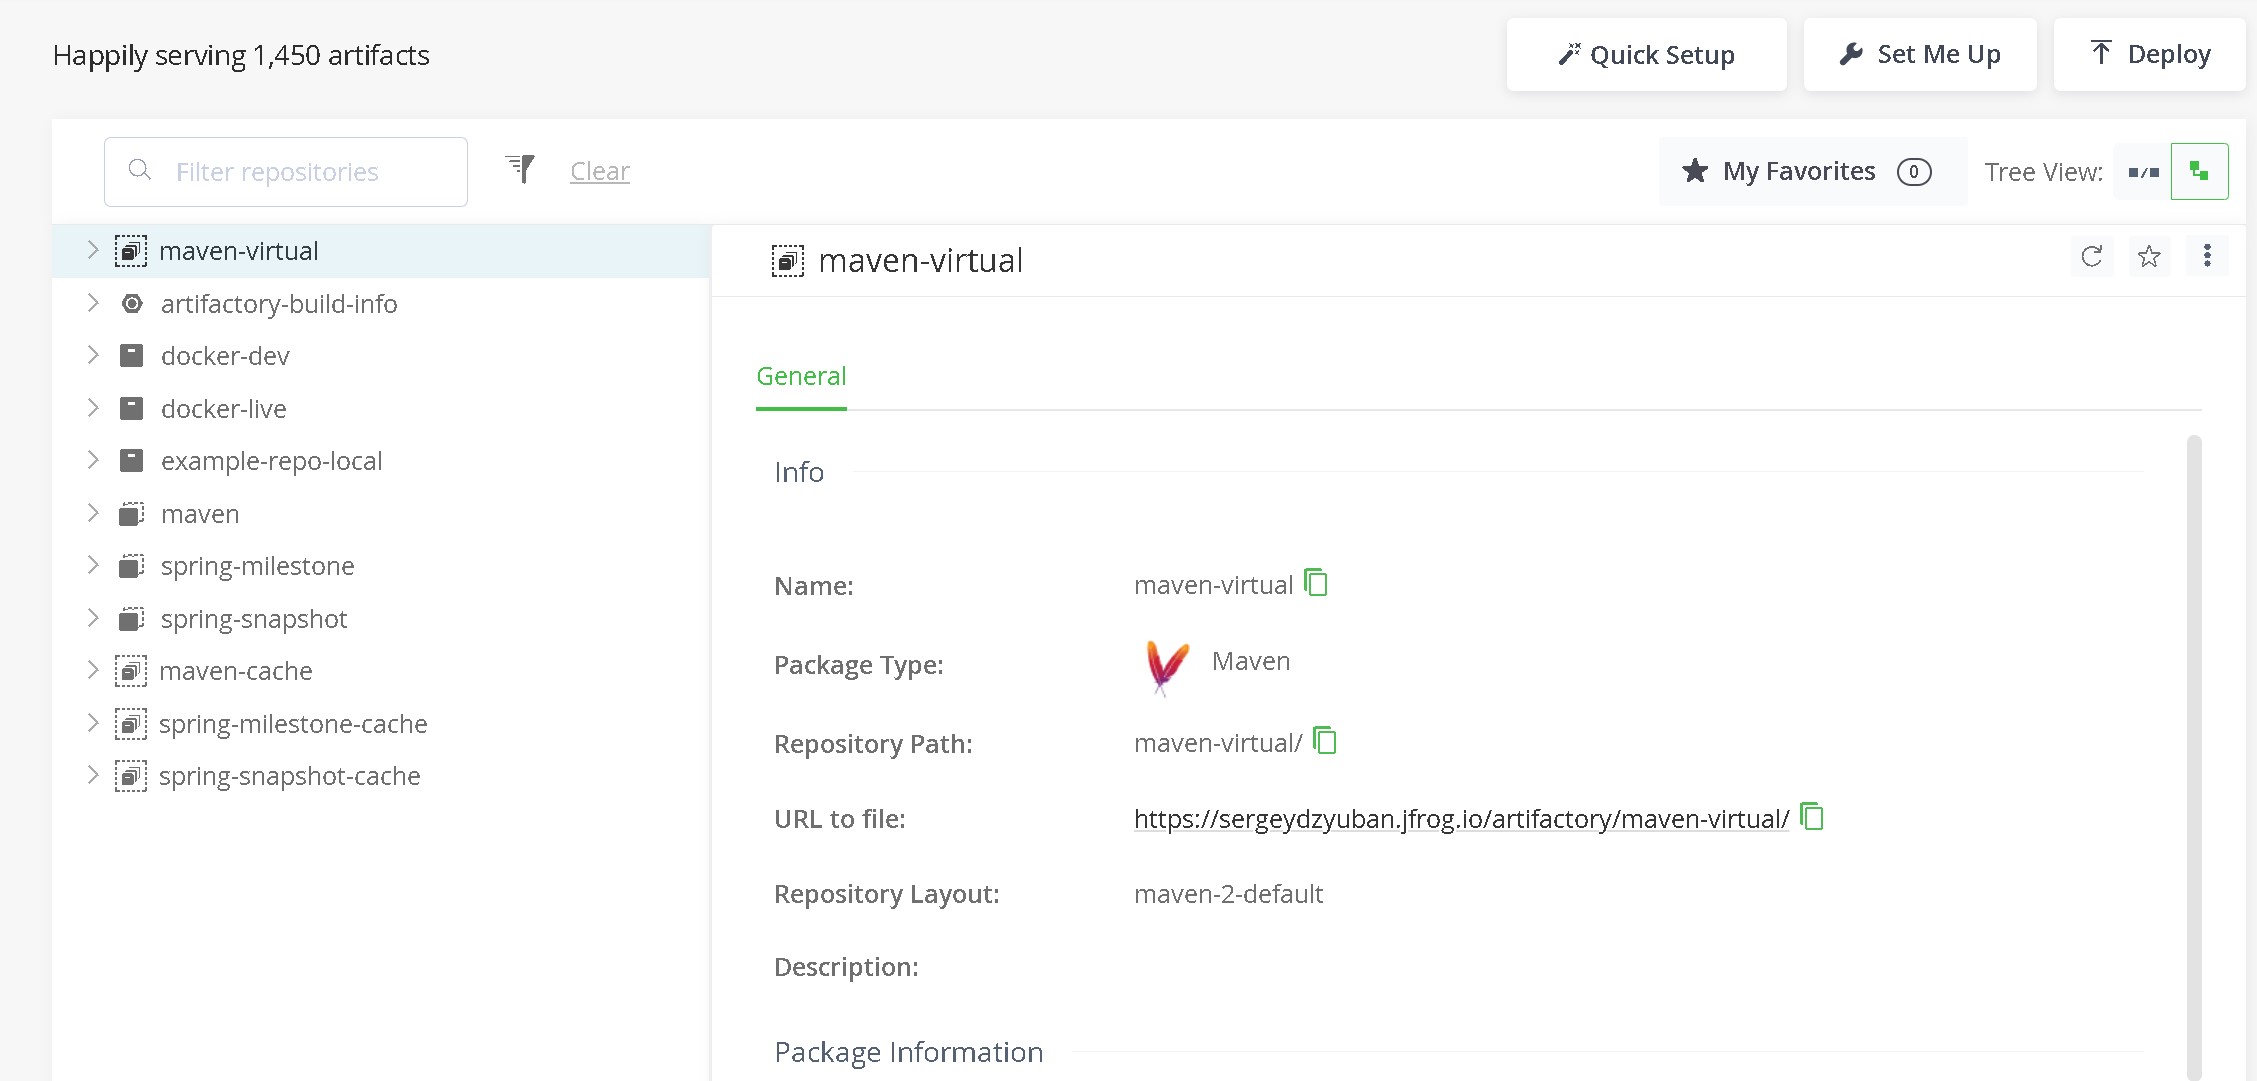 Happily serving 1,450 artifacts
Quick Setup
Set Me Up
Deploy
Filter repositories
Clear
My Favorites 0
Tree View:
maven-virtual
artifactory-build-info
docker-dev
docker-live
example-repo-local
maven
spring-milestone
spring-snapshot
maven-cache
spring-milestone-cache
spring-snapshot-cache
maven-virtual
General
Info
Name: maven-virtual
Package Type: Maven
Repository Path: maven-virtual/
URL to file: https://sergeydzyuban.jfrog.io/artifactory/maven-virtual/
Repository Layout: maven-2-default
Description:
Package Information